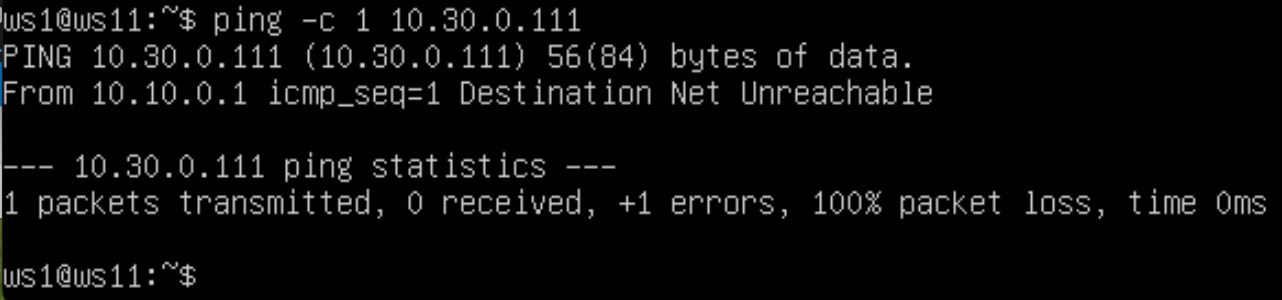 ws1@ws11:~$ ping -c 1 10.30.0.111
PING 10.30.0.111 (10.30.0.111) 56(84) bytes of data.
From 10.10.0.1 icmp_seq=1 Destination Net Unreachable
--- 10.30.0.111 ping statistics ---
1 packets transmitted, 0 received, +1 errors, 100% packet loss, time 0ms
ws1@ws11:~$